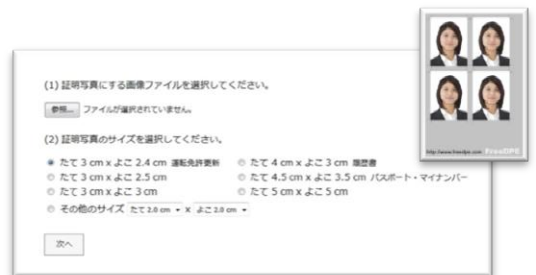 (1) 証明写真にする画像ファイルを選択してください。
参照... ファイルが選択されていません。
(2) 証明写真のサイズを選択してください。
たて 3 cm x よこ 2.4 cm 運転免許更新
たて 4 cm x よこ 3 cm 履歴書
たて 3 cm x よこ 2.5 cm
たて 4.5 cm x よこ 3.5 cm パスポート・マイナンバー
たて 3 cm x よこ 3 cm
たて 5 cm x よこ 5 cm
その他のサイズ たて 2.0 cm x よこ 2.0 cm
次へ
http://www.freedpe.com FreeDPE